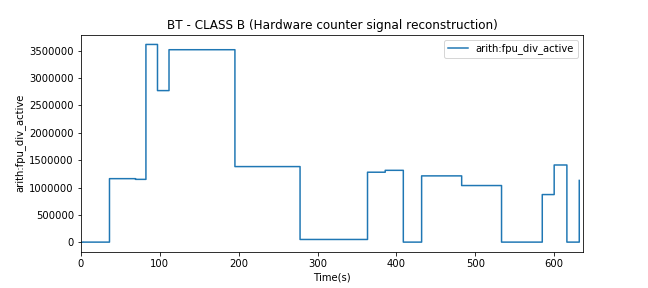 BT - CLASS B (Hardware counter signal reconstruction)
arith:fpu_div_active
3500000
3000000
2500000
2000000
1500000
1000000
500000
0
arith:fpu_div_active
0 100 200 300 400 500 600
Time(s)